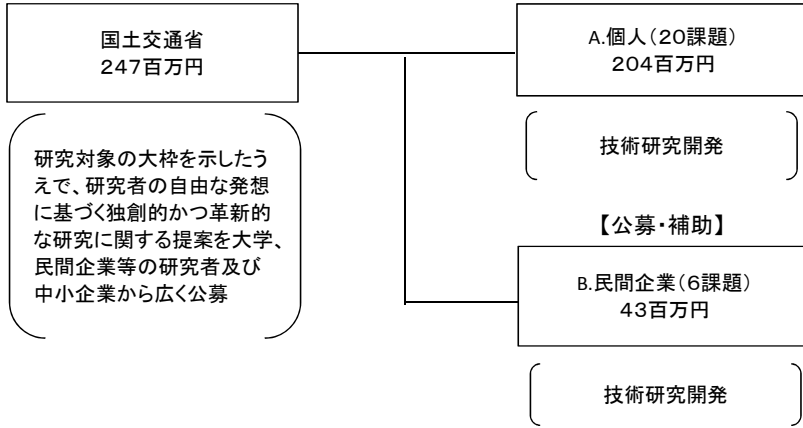 国土交通省
247百万円
研究対象の大枠を示したう
えで、研究者の自由な発想
に基づく独創的かつ革新的
な研究に関する提案を大学、
民間企業等の研究者及び
中小企業から広く公募
A.個人（20課題）
204百万円
技術研究開発
【公募・補助】
B.民間企業（6課題）
43百万円
技術研究開発